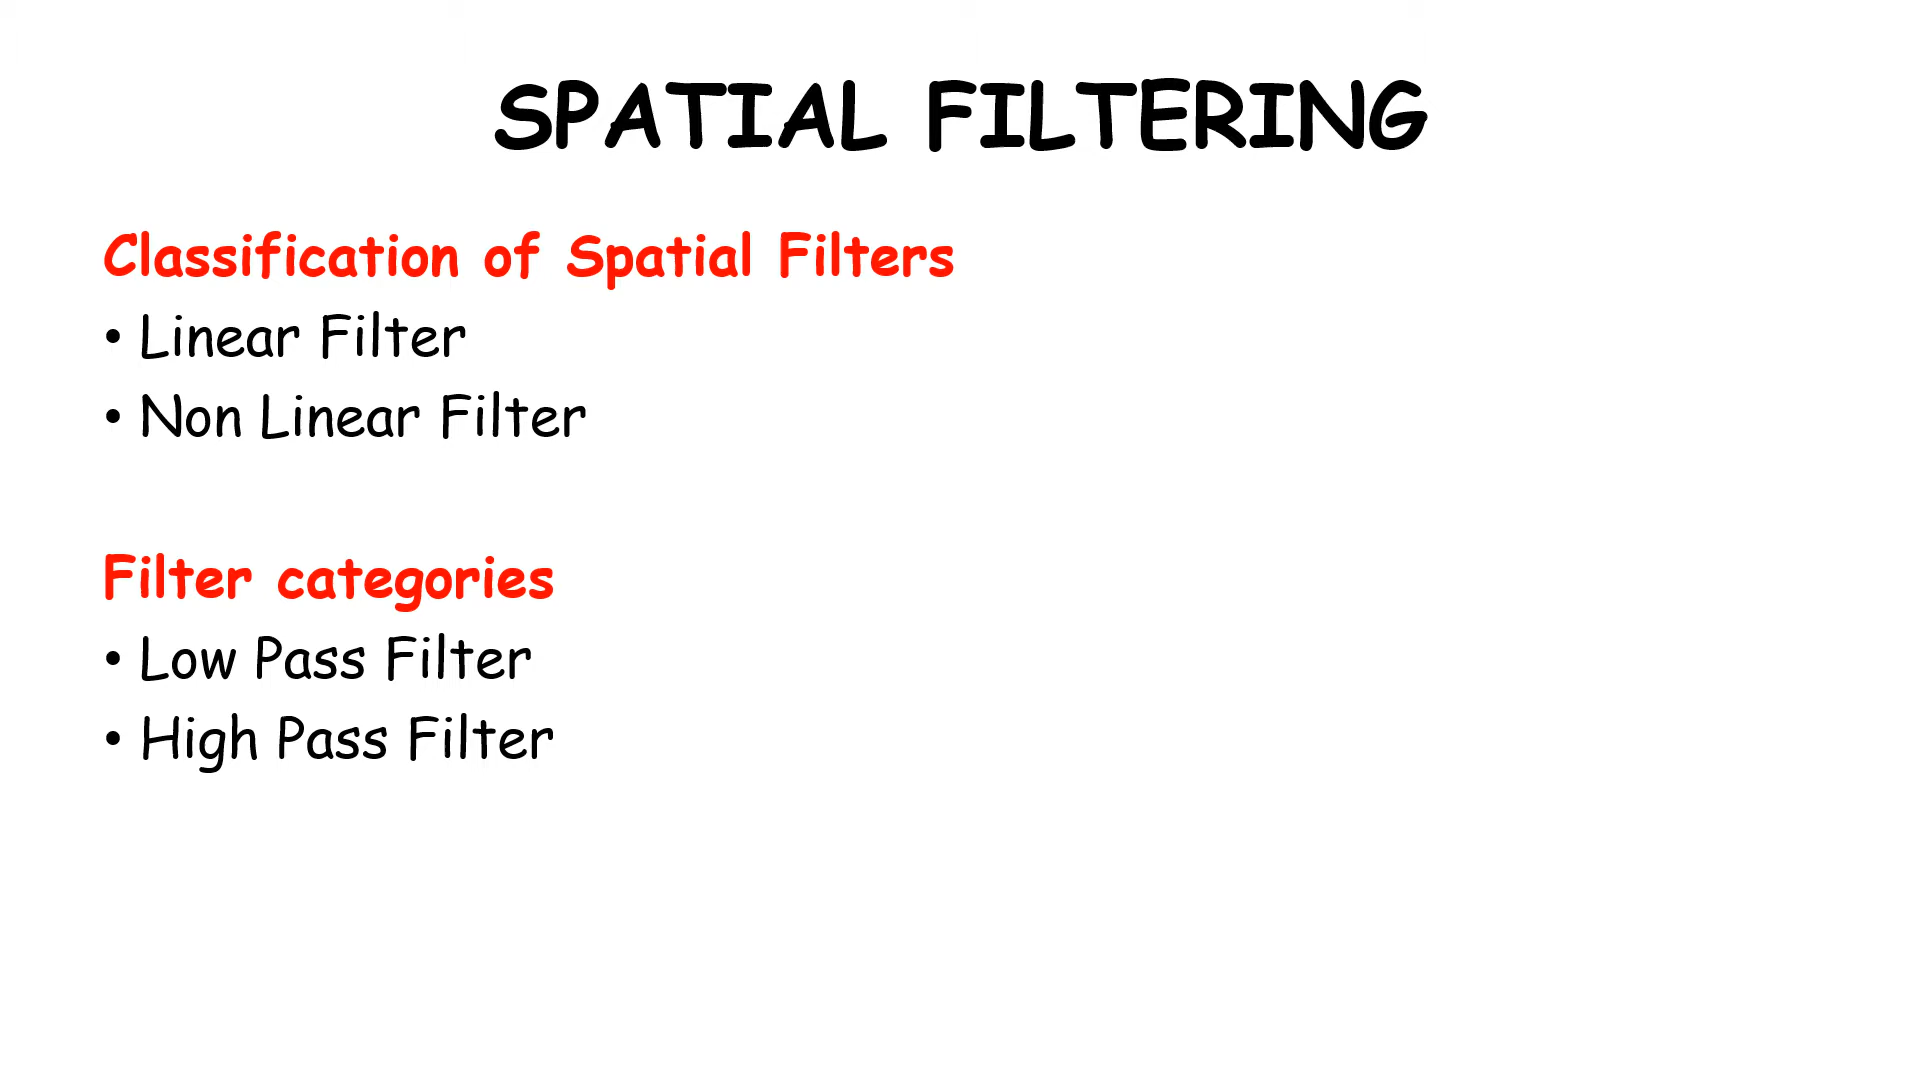 SPATIAL FILTERING
Classification of Spatial Filters
• Linear Filter
• Non Linear Filter
Filter categories
• Low Pass Filter
• High Pass Filter